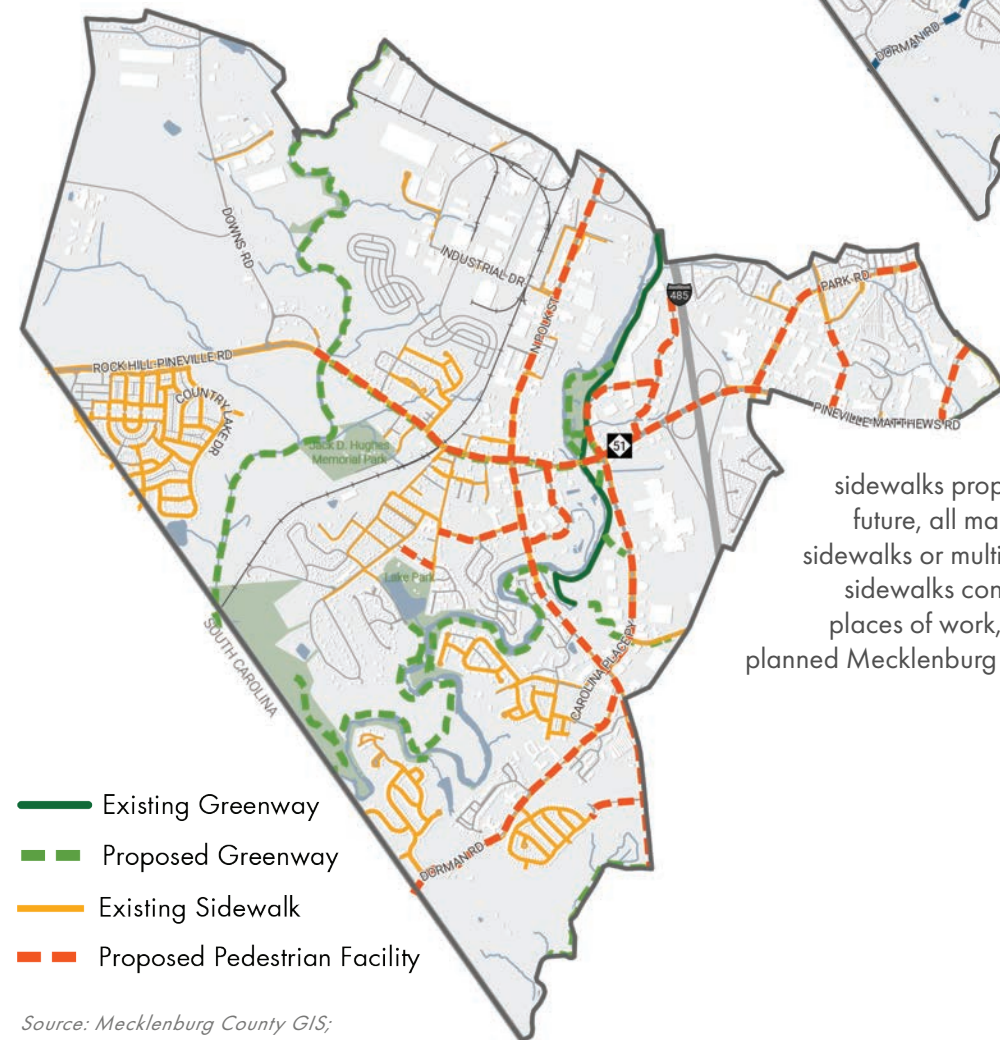 DORMAN RD
DOWNS RD
INDUSTRIAL DR
N POLK ST
485
PARK RD
ROCK HILL-PINEVILLE RD
COUNTRY LAKE DR
PINEVILLE MATTHEWS RD
51
Jack D. Hughes
Memorial Park
sidewalks prop
future, all ma
sidewalks or multi
sidewalks con
places of work,
planned Mecklenburg
Lake Park
SOUTH CAROLINA
CAROLINA PLACE PY
DORMAN RD
Existing Greenway
Proposed Greenway
Existing Sidewalk
Proposed Pedestrian Facility
Source: Mecklenburg County GIS;